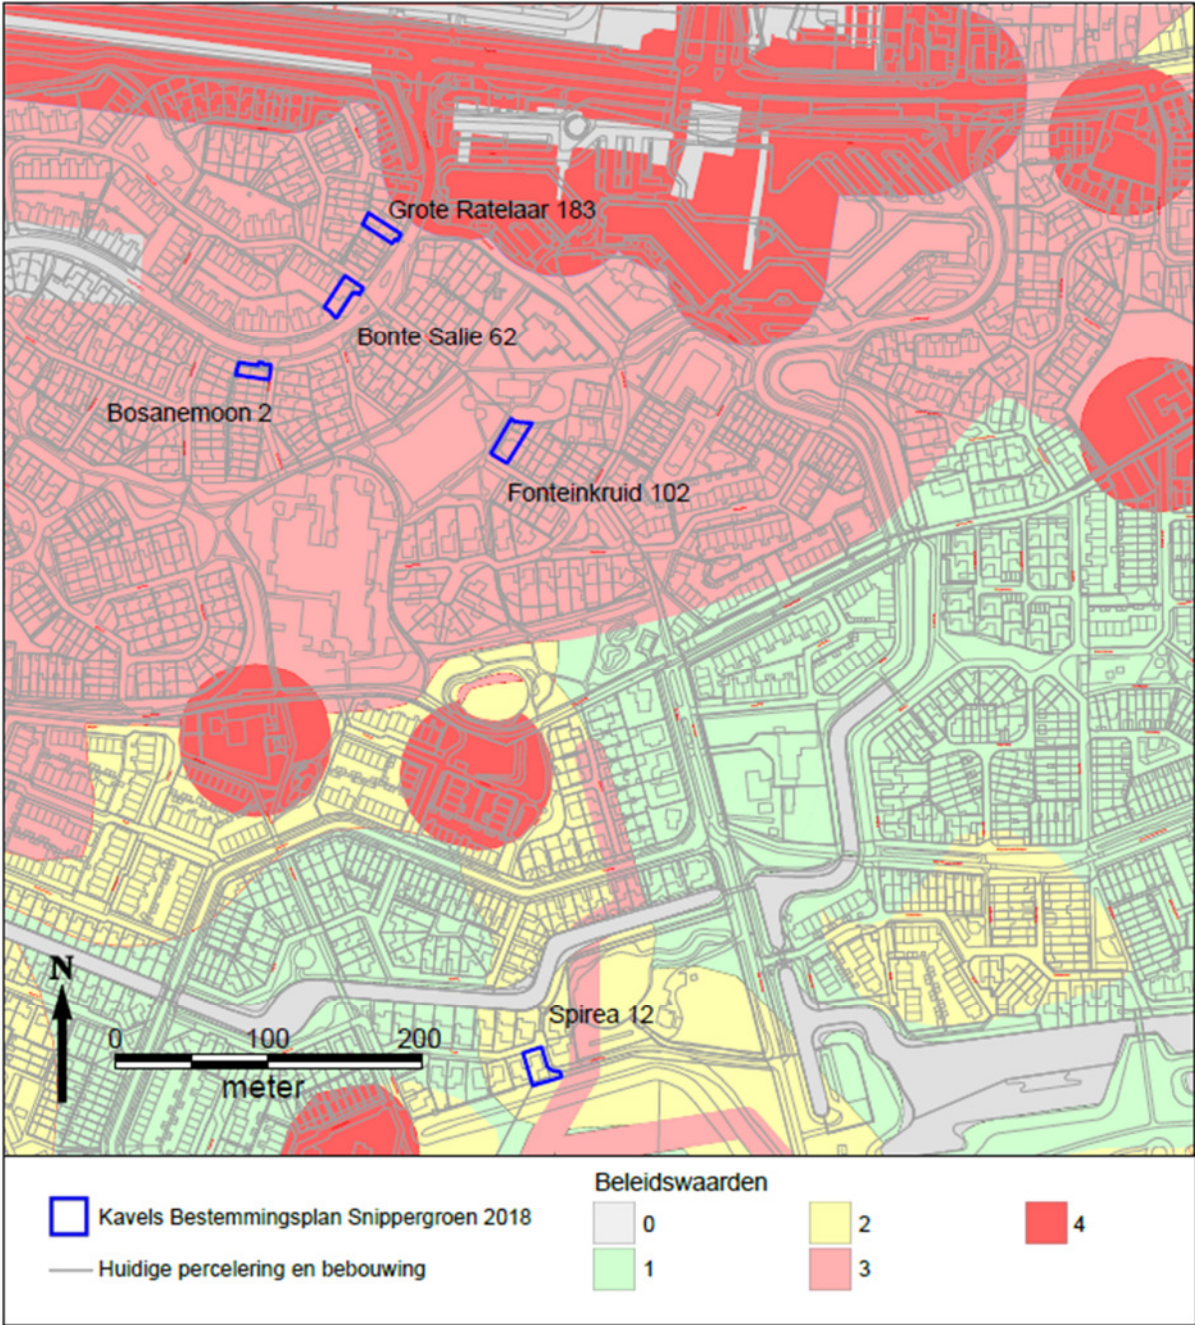 Grote Ratelaar 183
Bonte Salie 62
Bosanemoon 2
Fonteinkruid 102
Spirea 12
N
0 100 200
meter
Beleidswaarden
Kavels Bestemmingsplan Snippergroen 2018
Huidige percelering en bebouwing
0
1
2
3
4